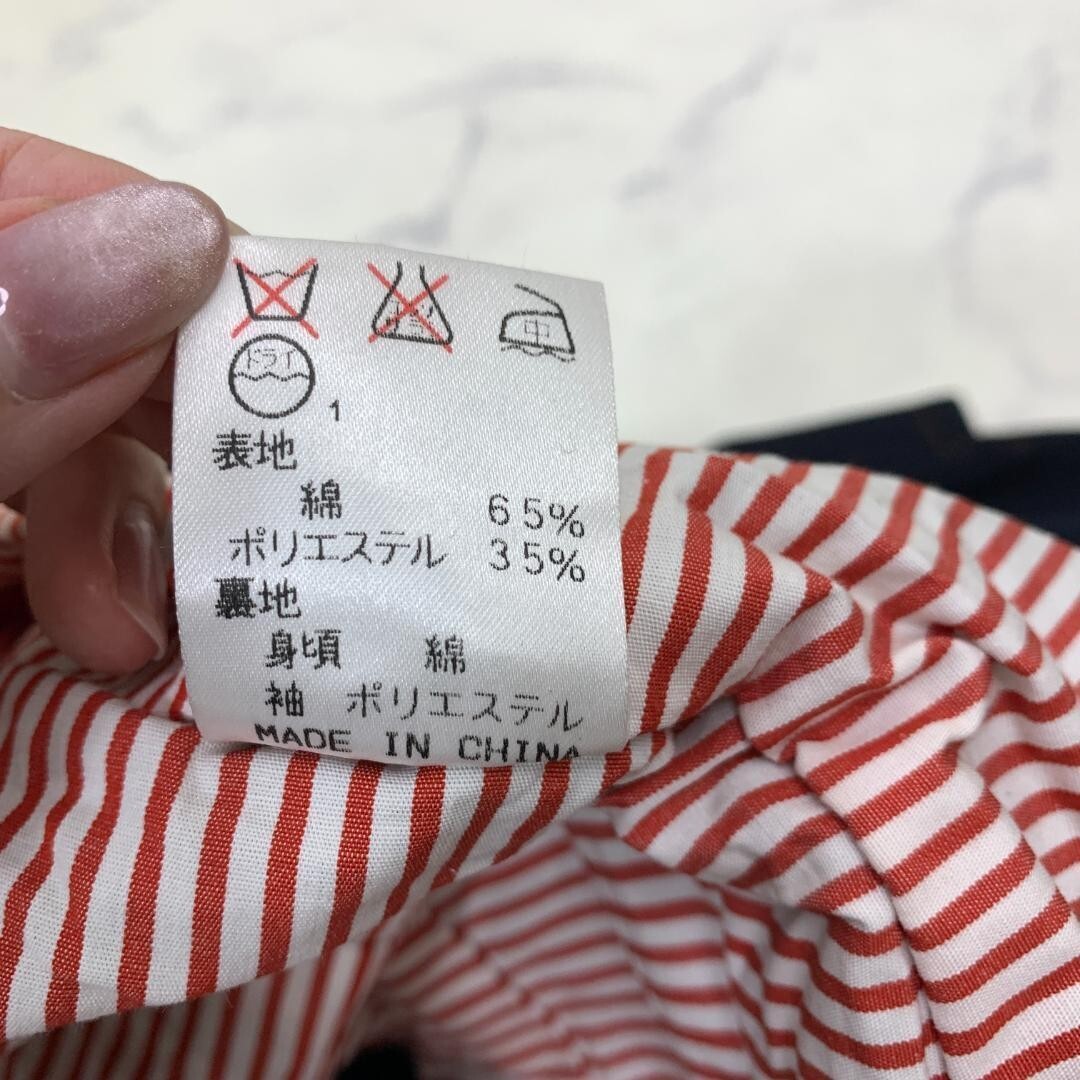 中
ドライ
1
表地
綿 65%
ポリエステル 35%
裏地
身頃 綿
袖 ポリエステル
MADE IN CHINA